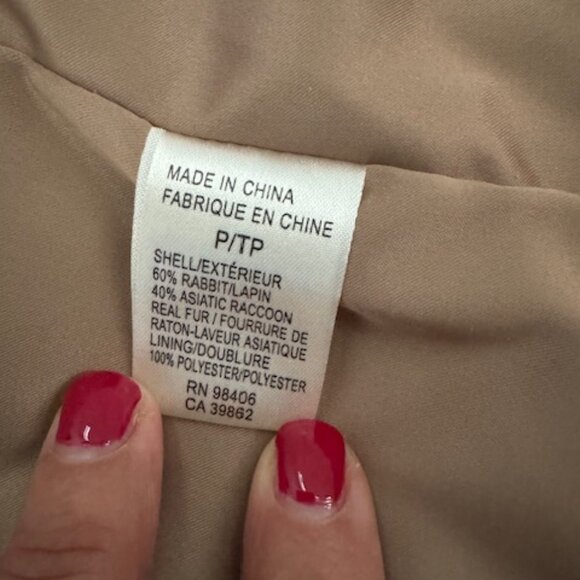 MADE IN CHINA
FABRIQUE EN CHINE
P/TP
SHELL/EXTÉRIEUR
60% RABBIT/LAPIN
40% ASIATIC RACCOON
REAL FUR / FOURRURE DE
RATON-LAVEUR ASIATIQUE
LINING/DOUBLURE
100% POLYESTER/POLYESTER
RN 98406
CA 39862